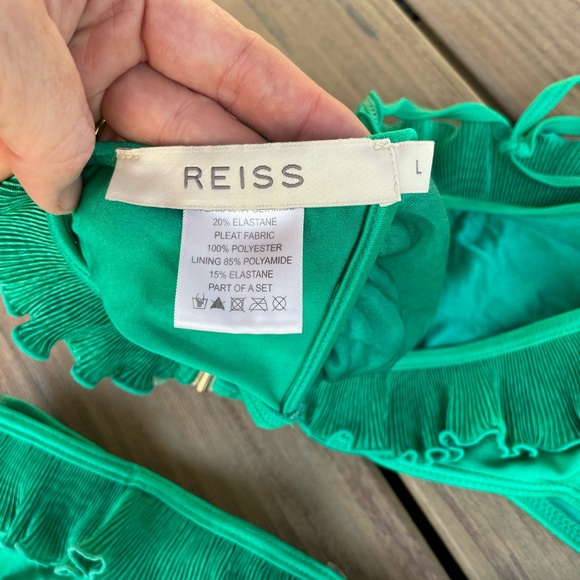 REISS
L
20% ELASTANE
PLEAT FABRIC
100% POLYESTER
LINING 85% POLYAMIDE
15% ELASTANE
PART OF A SET